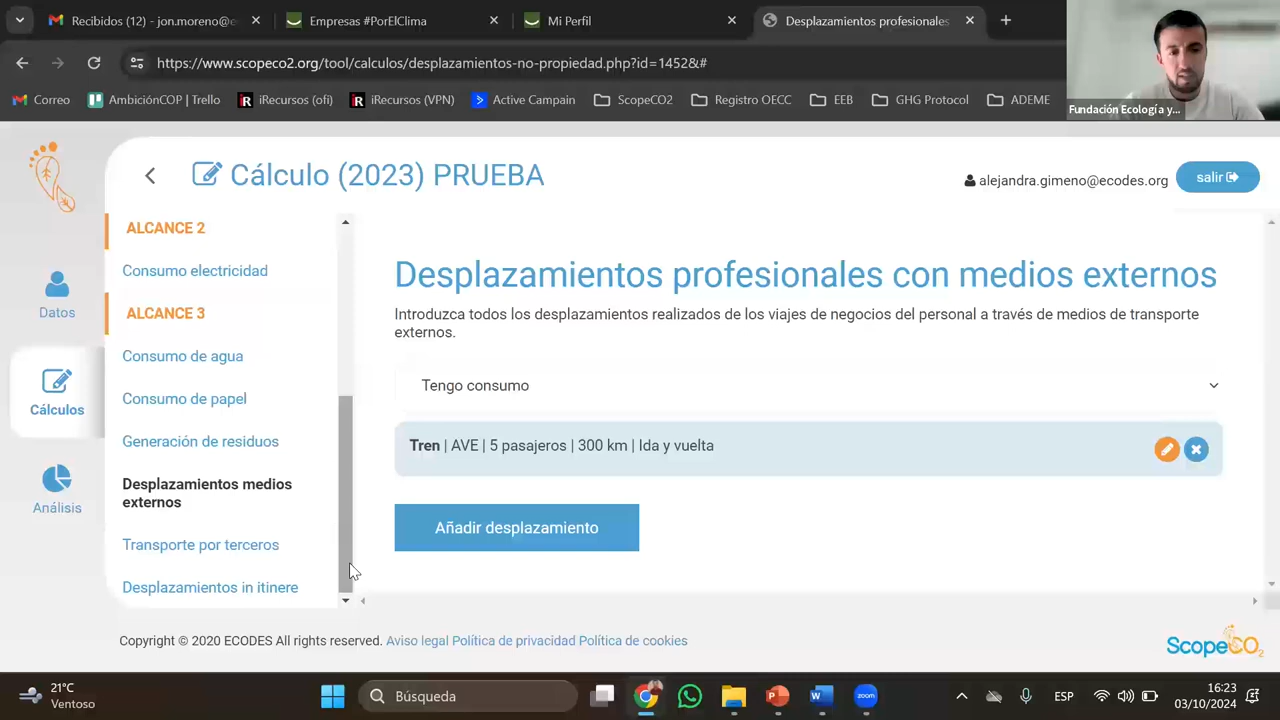 Recibidos (12) - jon.moreno@e
Empresas #PorElClima
Mi Perfil
Desplazamientos profesionales
https://www.scopeco2.org/tool/calculos/desplazamientos-no-propiedad.php?id=1452&#
Correo
AmbiciónCOP | Trello
iRecursos (ofi)
iRecursos (VPN)
Active Campain
ScopeCO2
Registro OECC
EEB
GHG Protocol
ADEME
Fundación Ecología y...
Cálculo (2023) PRUEBA
alejandra.gimeno@ecodes.org
salir
Datos
Cálculos
Análisis
ALCANCE 2
Consumo electricidad
ALCANCE 3
Consumo de agua
Consumo de papel
Generación de residuos
Desplazamientos medios
externos
Transporte por terceros
Desplazamientos in itinere
Desplazamientos profesionales con medios externos
Introduzca todos los desplazamientos realizados de los viajes de negocios del personal a través de medios de transporte
externos.
Tengo consumo
Tren | AVE | 5 pasajeros | 300 km | Ida y vuelta
Añadir desplazamiento
Copyright © 2020 ECODES All rights reserved. Aviso legal Política de privacidad Política de cookies
ScopeCO2
21°C
Ventoso
Búsqueda
zoom
ESP
16:23
03/10/2024